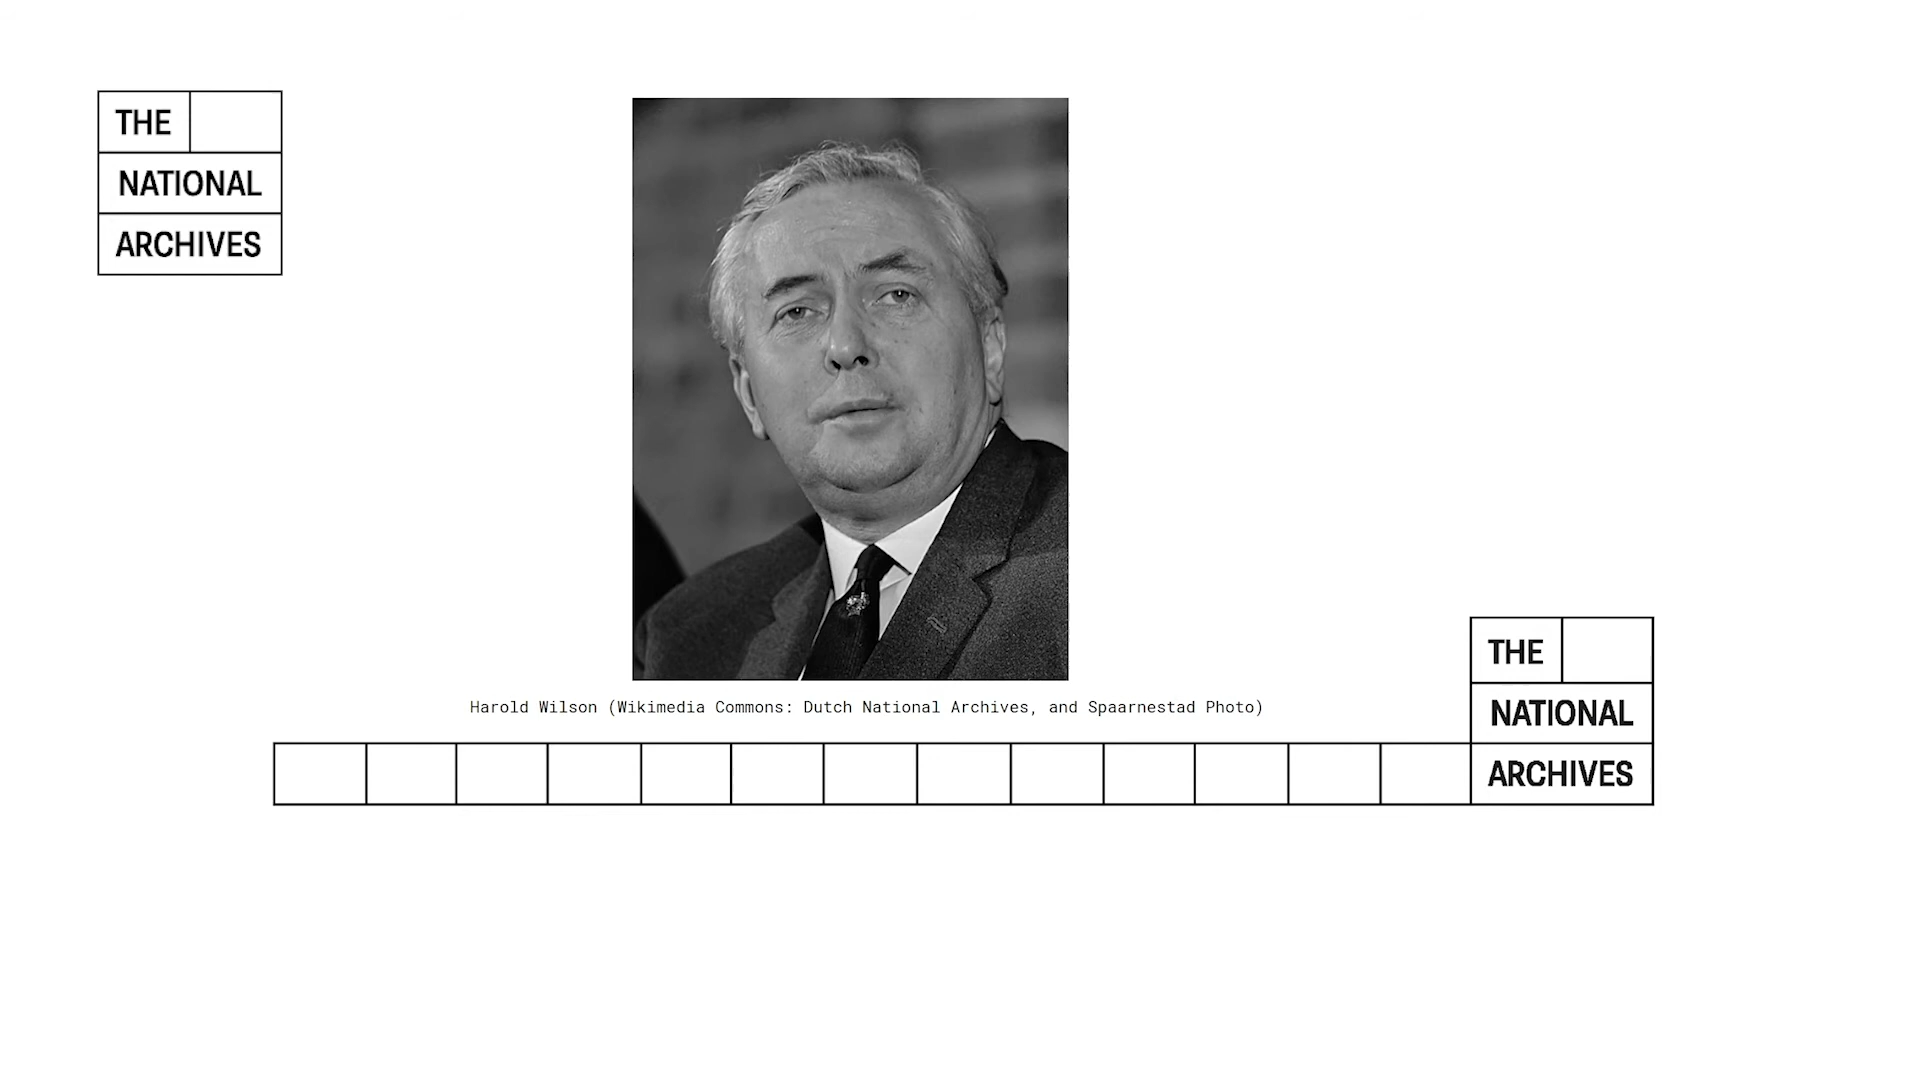 THE
NATIONAL
ARCHIVES
Harold Wilson (Wikimedia Commons: Dutch National Archives, and Spaarnestad Photo)
THE
NATIONAL
ARCHIVES